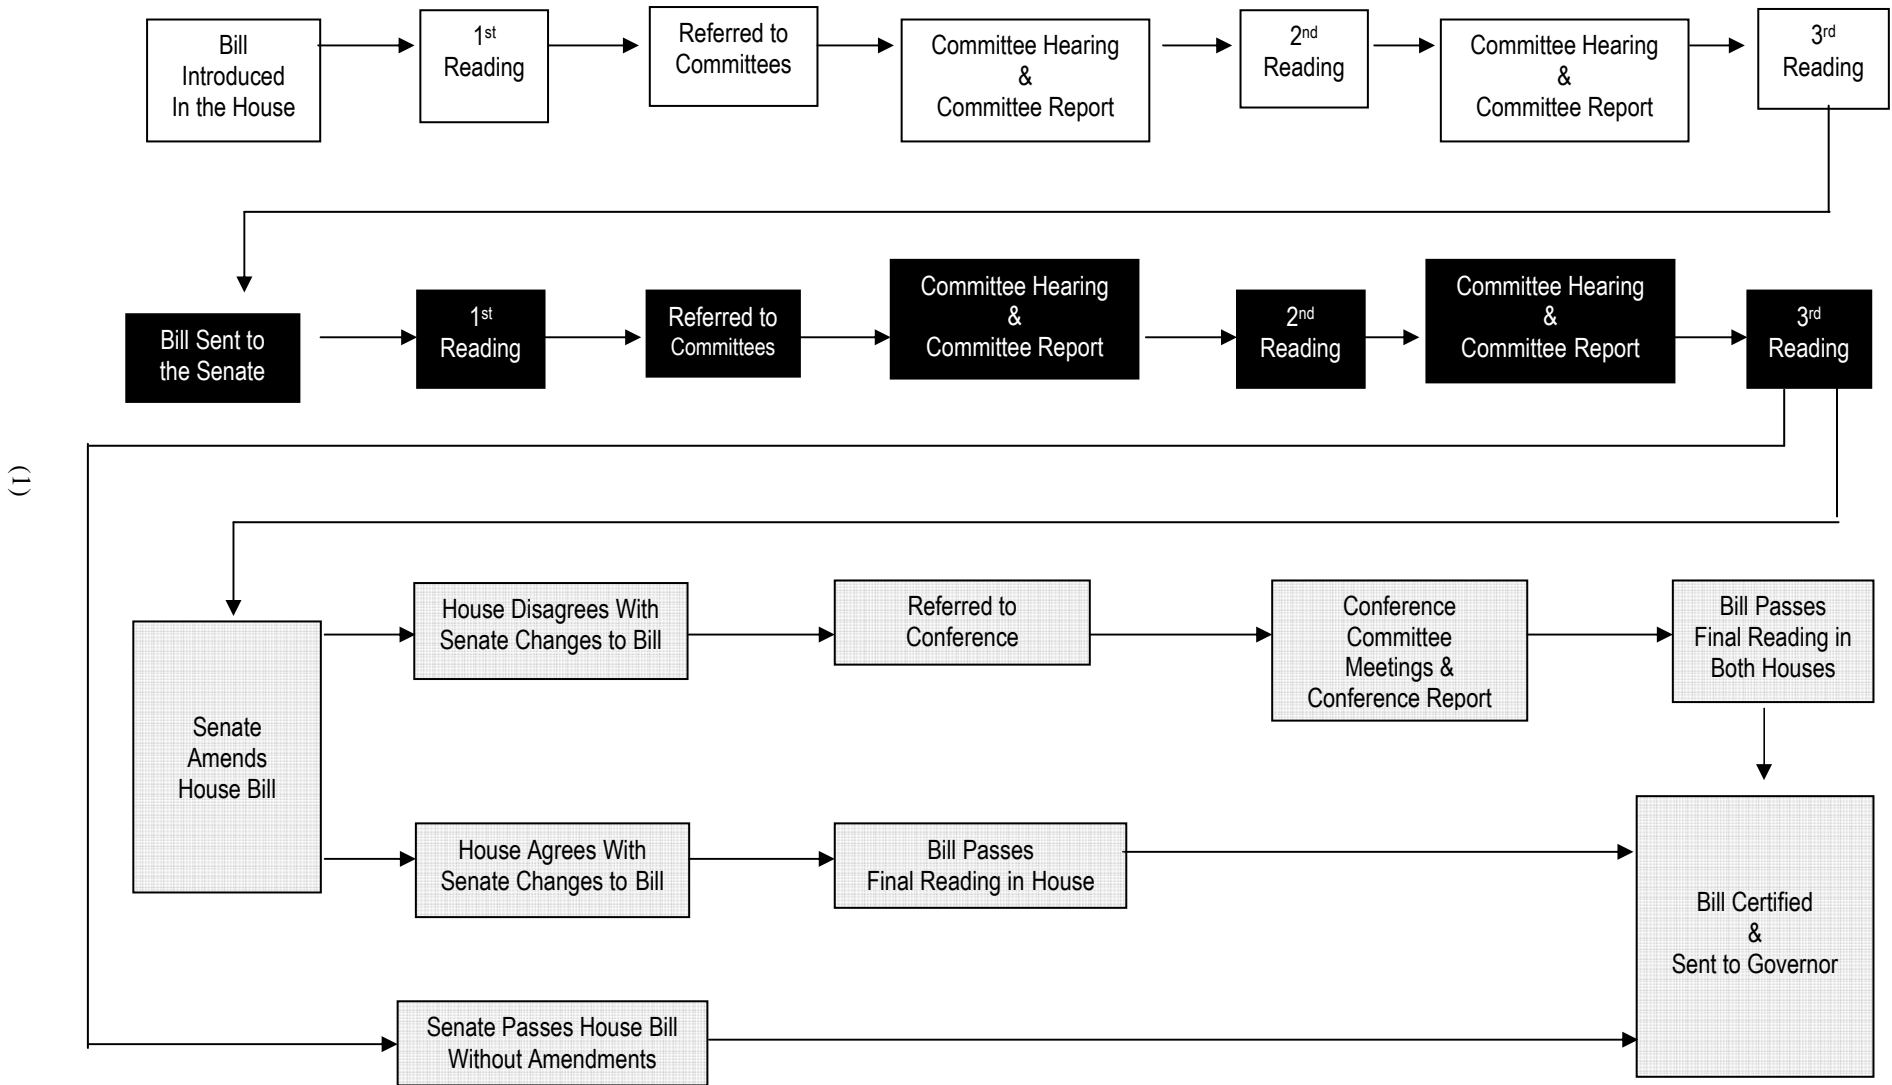 Bill
Introduced
In the House
1st
Reading
Referred to
Committees
Committee Hearing
&
Committee Report
2nd
Reading
Committee Hearing
&
Committee Report
3rd
Reading
Bill Sent to
the Senate
1st
Reading
Referred to
Committees
Committee Hearing
&
Committee Report
2nd
Reading
Committee Hearing
&
Committee Report
3rd
Reading
(1)
Senate
Amends
House Bill
House Disagrees With
Senate Changes to Bill
Referred to
Conference
Conference
Committee
Meetings &
Conference Report
Bill Passes
Final Reading in
Both Houses
House Agrees With
Senate Changes to Bill
Bill Passes
Final Reading in House
Bill Certified
&
Sent to Governor
Senate Passes House Bill
Without Amendments